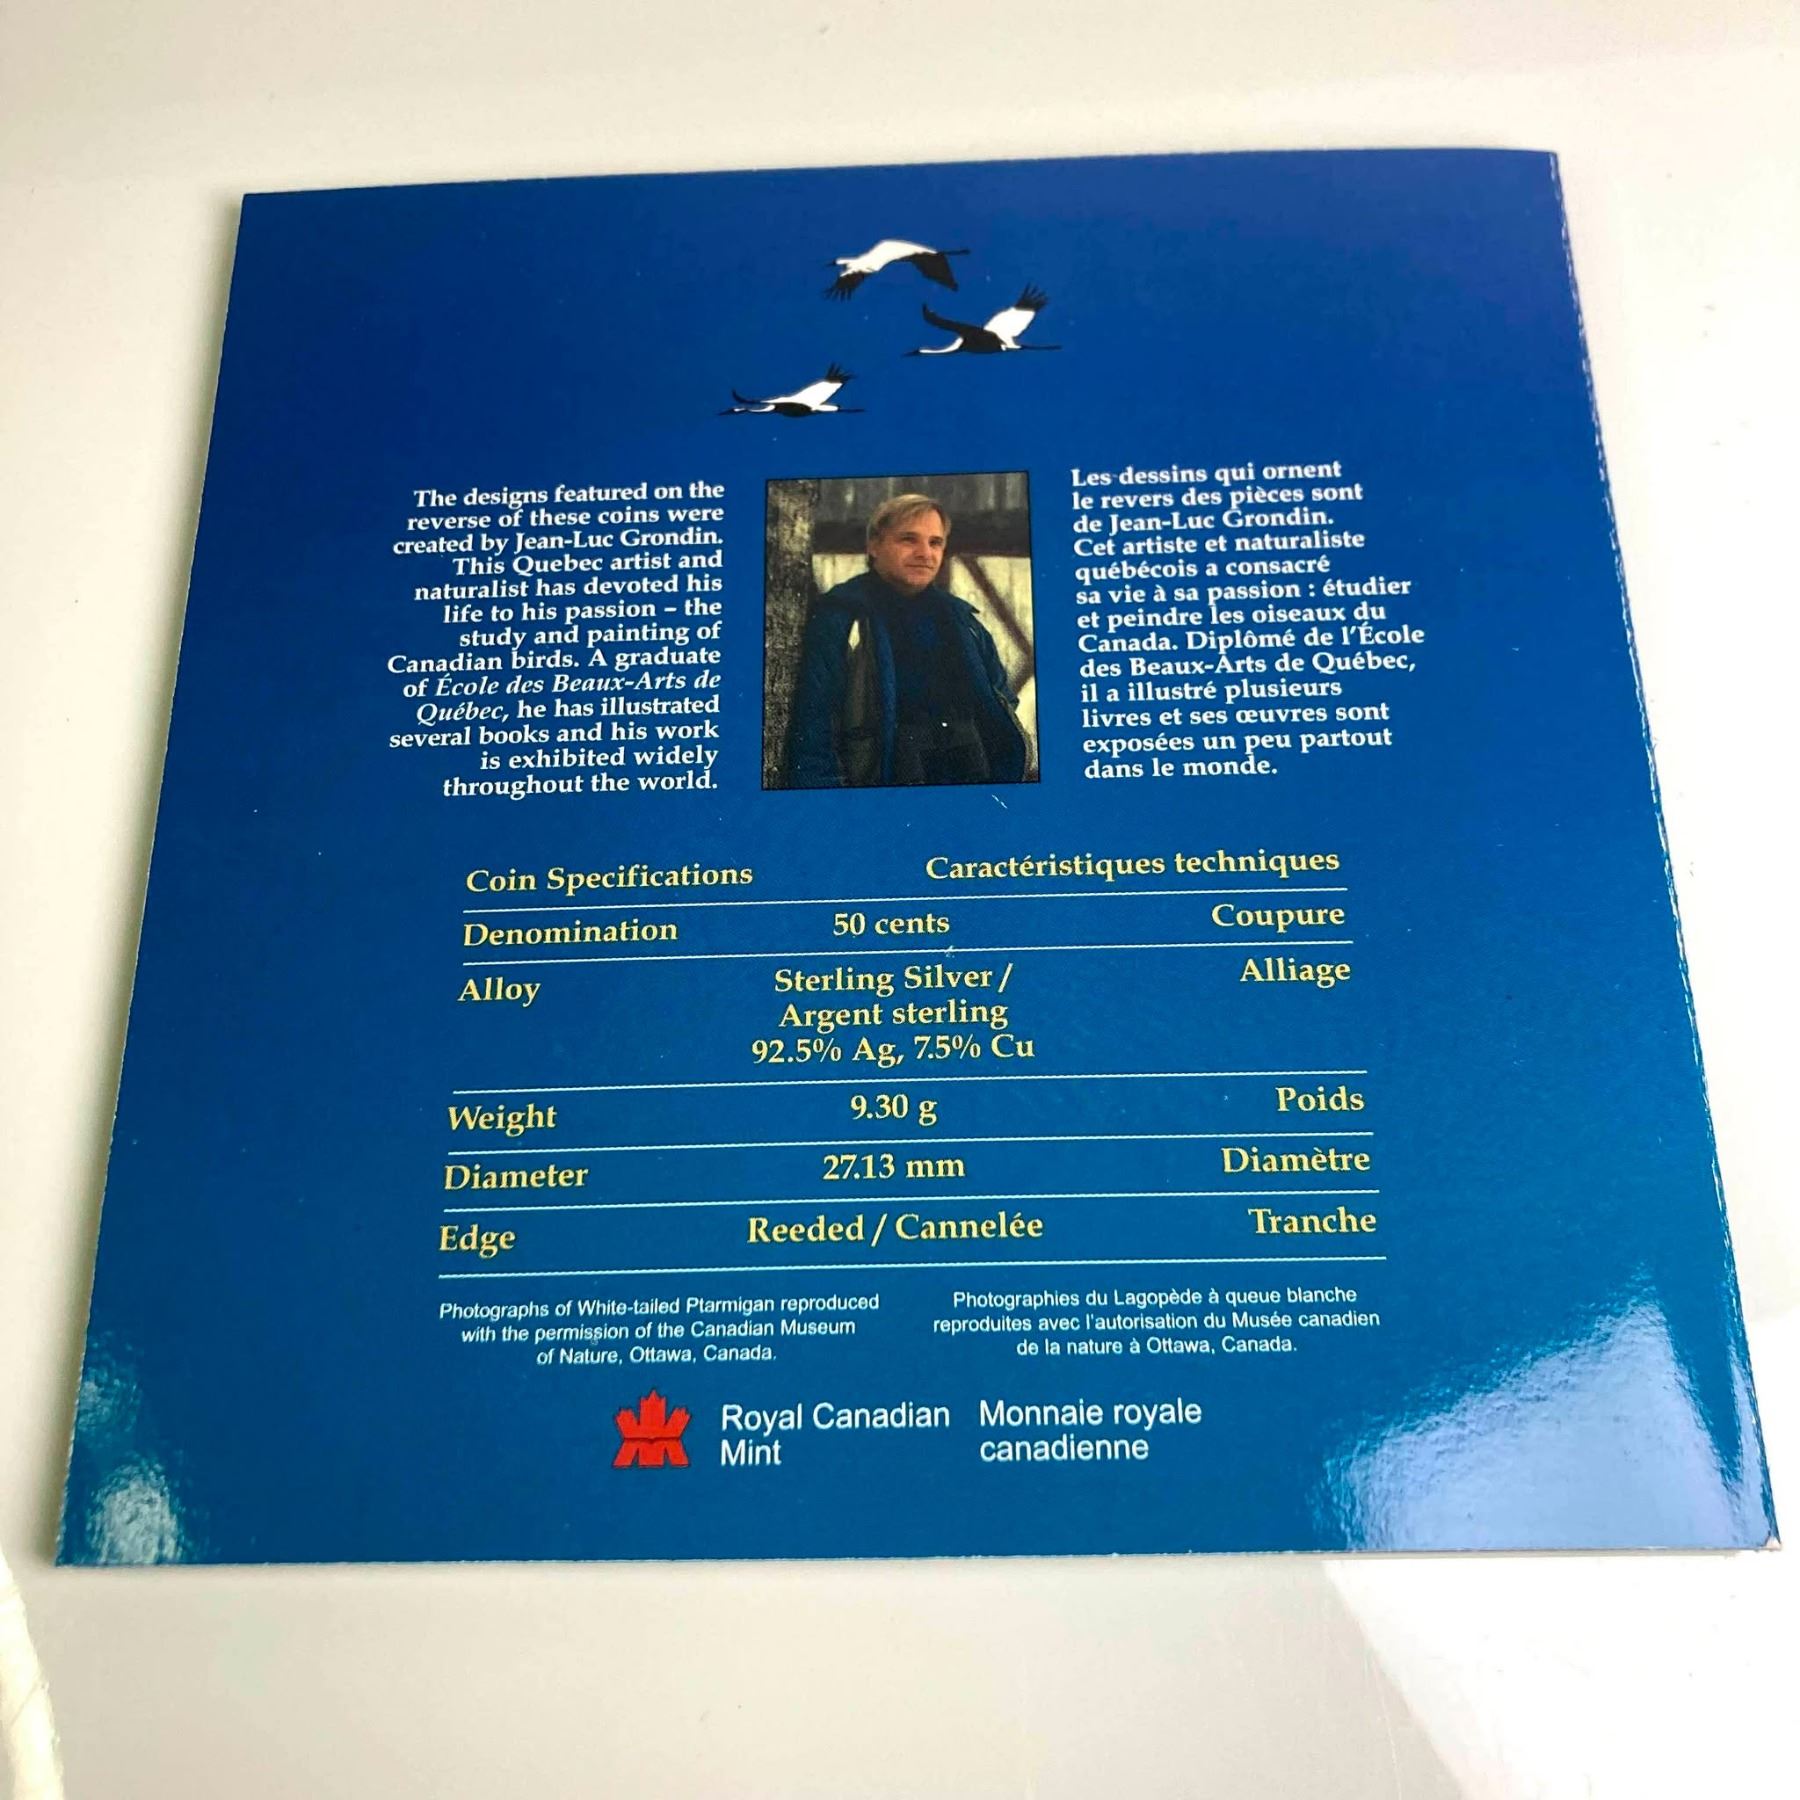 The designs featured on the
reverse of these coins were
created by Jean-Luc Grondin.
This Quebec artist and
naturalist has devoted his
life to his passion – the
study and painting of
Canadian birds. A graduate
of École des Beaux-Arts de
Québec, he has illustrated
several books and his work
is exhibited widely
throughout the world.
Les dessins qui ornent
le revers des pièces sont
de Jean-Luc Grondin.
Cet artiste et naturaliste
québécois a consacré
sa vie à sa passion : étudier
et peindre les oiseaux du
Canada. Diplômé de l'École
des Beaux-Arts de Québec,
il a illustré plusieurs
livres et ses œuvres sont
exposées un peu partout
dans le monde.
Coin Specifications Caractéristiques techniques
Denomination 50 cents Coupure
Alloy Sterling Silver / Alliage
Argent sterling
92.5% Ag, 7.5% Cu
Weight 9.30 g Poids
Diameter 27.13 mm Diamètre
Edge Reeded / Cannelée Tranche
Photographs of White-tailed Ptarmigan reproduced
with the permission of the Canadian Museum
of Nature, Ottawa, Canada.
Photographies du Lagopède à queue blanche
reproduites avec l'autorisation du Musée canadien
de la nature à Ottawa, Canada.
Royal Canadian
Mint
Monnaie royale
canadienne